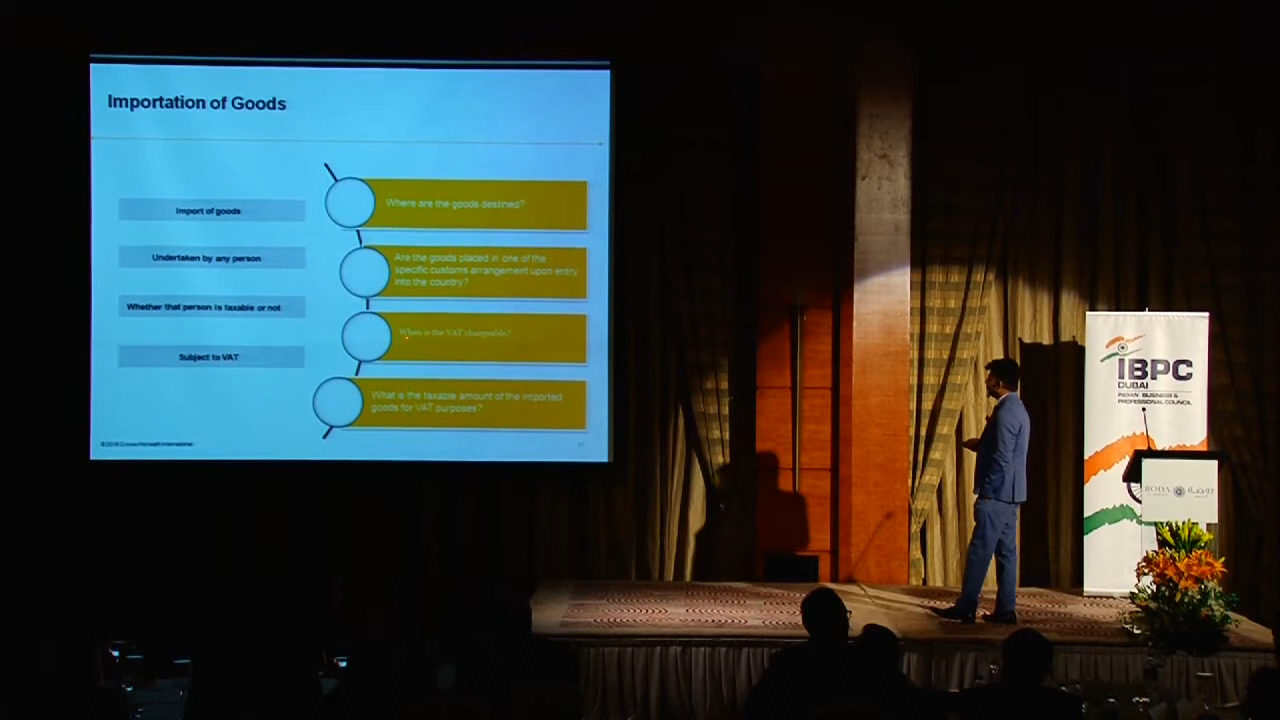 Importation of Goods
Import of goods
Undertaken by any person
Whether that person is taxable or not
Subject to VAT
Where are the goods destined?
Are the goods placed in one of the
specific customs arrangement upon entry
into the country?
When is the VAT chargeable?
What is the taxable amount of the imported
goods for VAT purposes?
IBPC
DUBAI
INDIAN BUSINESS &
PROFESSIONAL COUNCIL
RODA
روضة